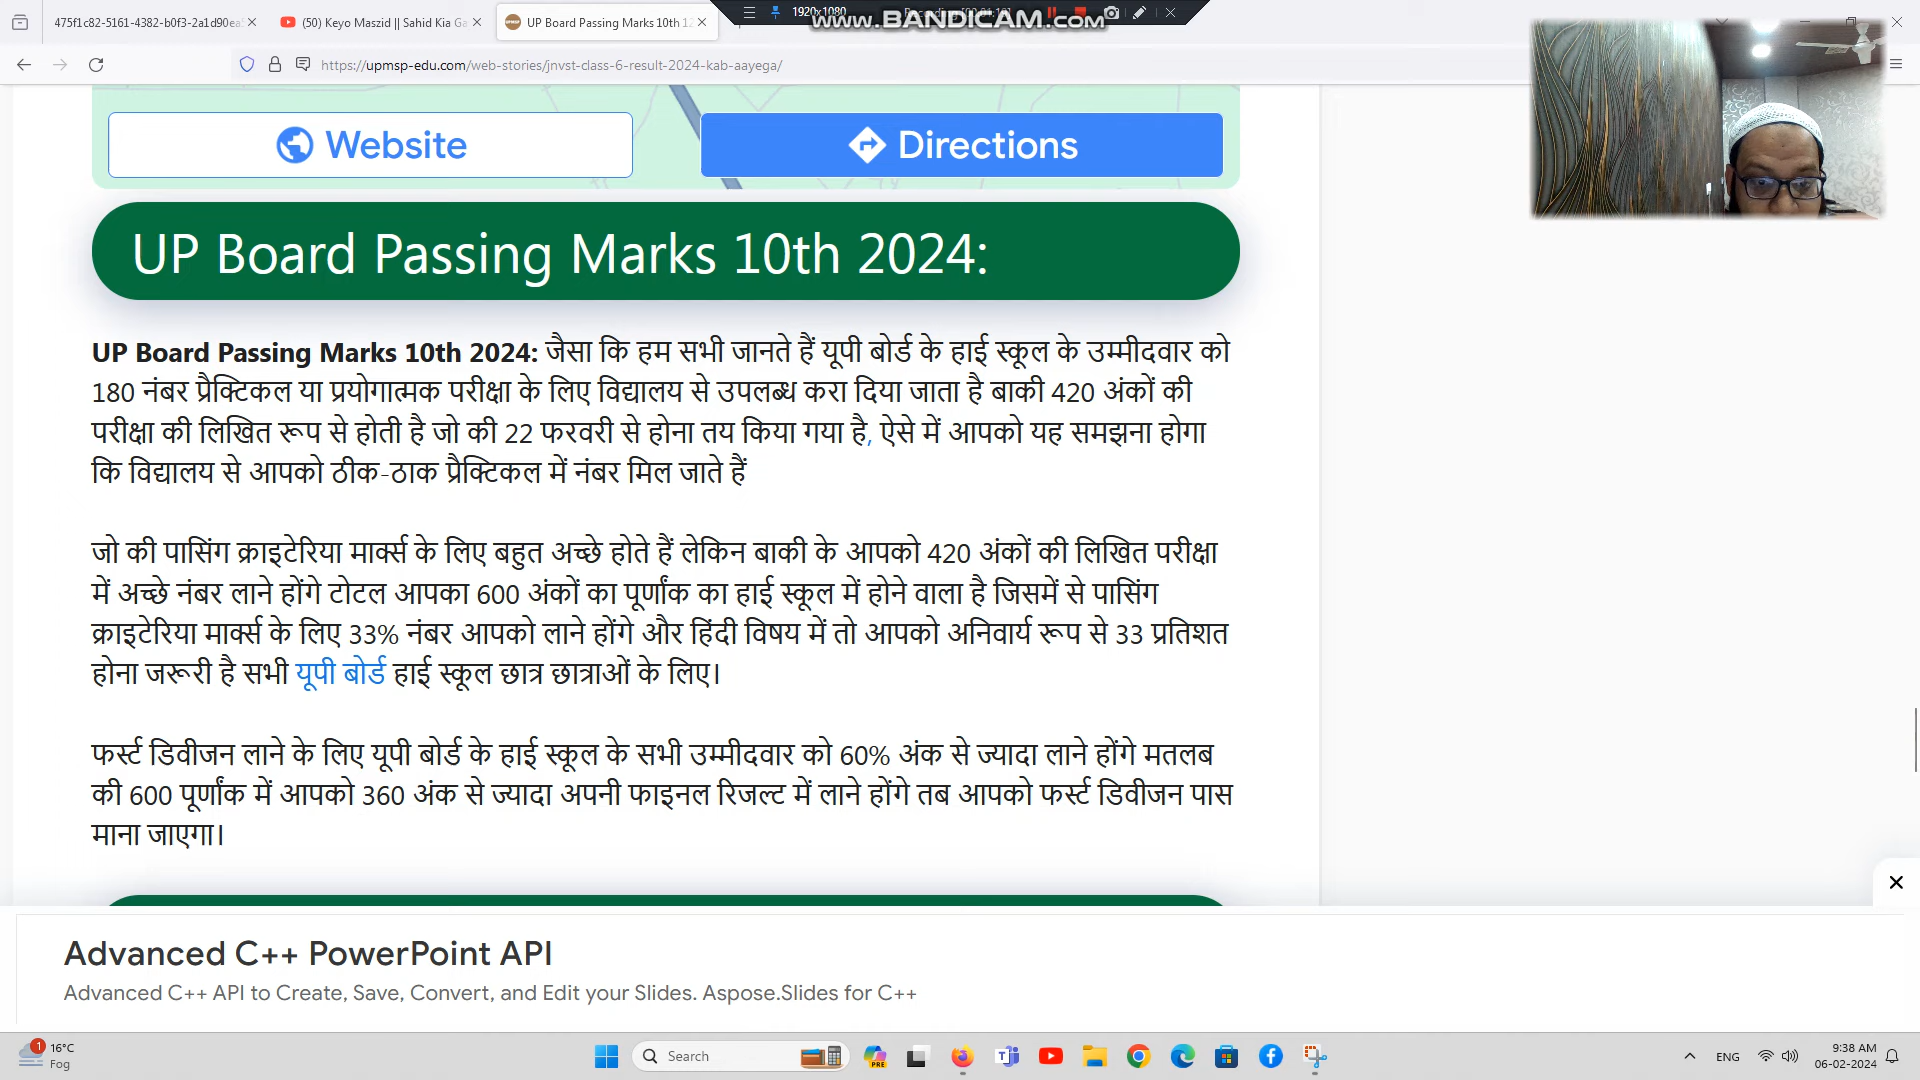 475f1c82-5161-4382-b0f3-2a1d90ea
(50) Keyo Maszid || Sahid Kia Ga
UP Board Passing Marks 10th 12
1920x1080
www.BANDICAM.com
https://upmsp-edu.com/web-stories/jnvst-class-6-result-2024-kab-aayega/
Website
Directions
UP Board Passing Marks 10th 2024:
UP Board Passing Marks 10th 2024: जैसा कि हम सभी जानते हैं यूपी बोर्ड के हाई स्कूल के उम्मीदवार को
180 नंबर प्रैक्टिकल या प्रयोगात्मक परीक्षा के लिए विद्यालय से उपलब्ध करा दिया जाता है बाकी 420 अंकों की
परीक्षा की लिखित रूप से होती है जो की 22 फरवरी से होना तय किया गया है, ऐसे में आपको यह समझना होगा
कि विद्यालय से आपको ठीक-ठाक प्रैक्टिकल में नंबर मिल जाते हैं
जो की पासिंग क्राइटेरिया मार्क्स के लिए बहुत अच्छे होते हैं लेकिन बाकी के आपको 420 अंकों की लिखित परीक्षा
में अच्छे नंबर लाने होंगे टोटल आपका 600 अंकों का पूर्णांक का हाई स्कूल में होने वाला है जिसमें से पासिंग
क्राइटेरिया मार्क्स के लिए 33% नंबर आपको लाने होंगे और हिंदी विषय में तो आपको अनिवार्य रूप से 33 प्रतिशत
होना जरूरी है सभी यूपी बोर्ड हाई स्कूल छात्र छात्राओं के लिए।
फर्स्ट डिवीजन लाने के लिए यूपी बोर्ड के हाई स्कूल के सभी उम्मीदवार को 60% अंक से ज्यादा लाने होंगे मतलब
की 600 पूर्णांक में आपको 360 अंक से ज्यादा अपनी फाइनल रिजल्ट में लाने होंगे तब आपको फर्स्ट डिवीजन पास
माना जाएगा।
Advanced C++ PowerPoint API
Advanced C++ API to Create, Save, Convert, and Edit your Slides. Aspose.Slides for C++
1
16°C
Fog
Search
PRE
ENG
9:38 AM
06-02-2024